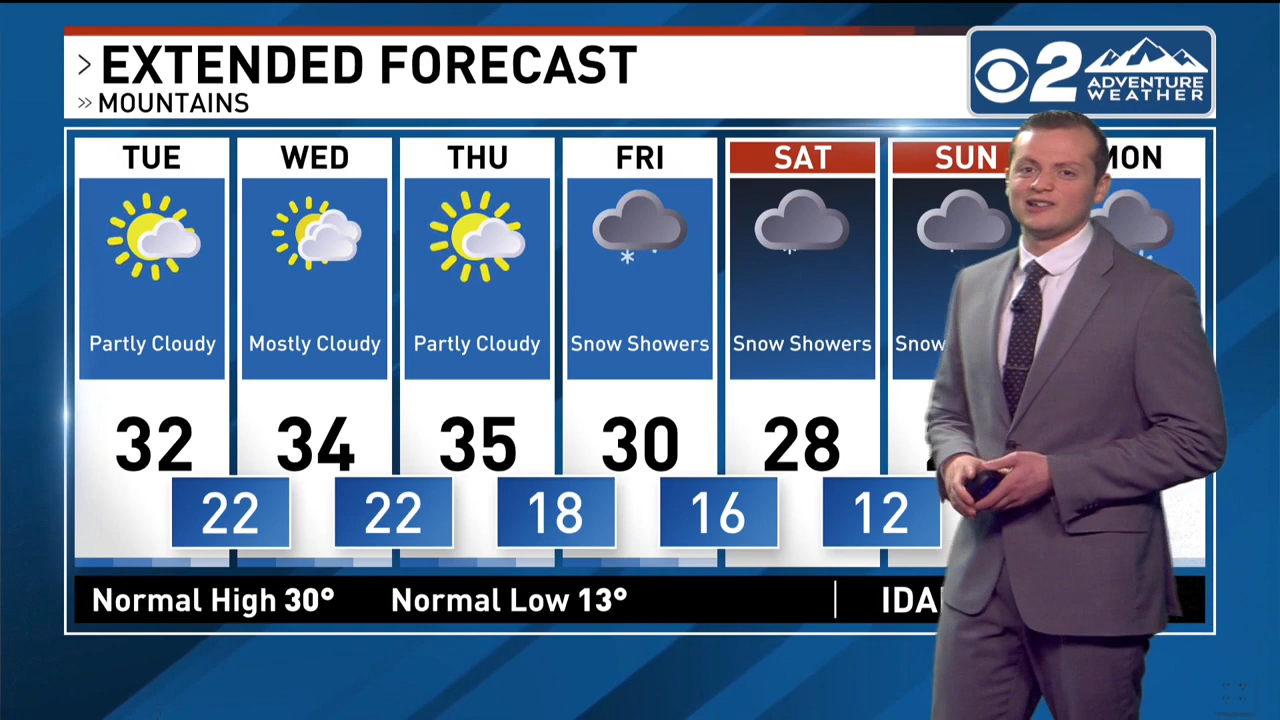 > EXTENDED FORECAST
» MOUNTAINS
2 ADVENTURE
WEATHER
TUE WED THU FRI SAT SUN MON
Partly Cloudy Mostly Cloudy Partly Cloudy Snow Showers Snow Showers Snow
32 34 35 30 28
22 22 18 16 12
Normal High 30° Normal Low 13°